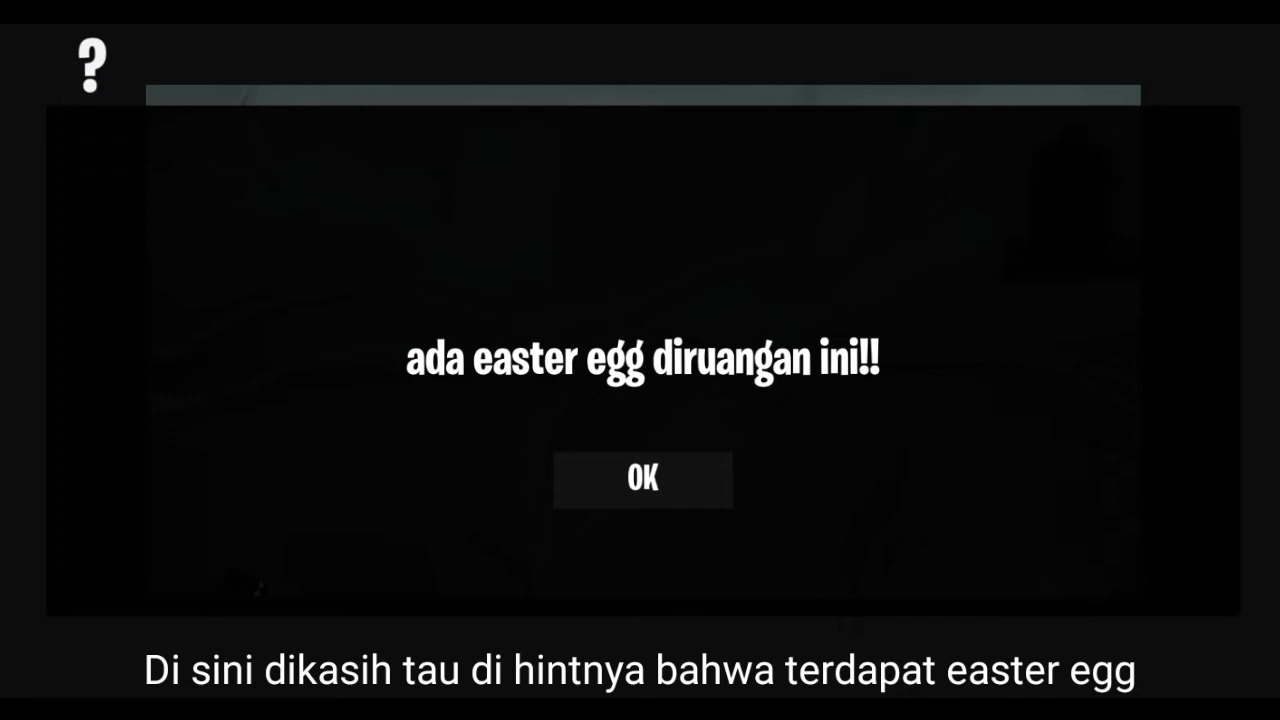 ?
ada easter egg diruangan ini!!
OK
Di sini dikasih tau di hintnya bahwa terdapat easter egg